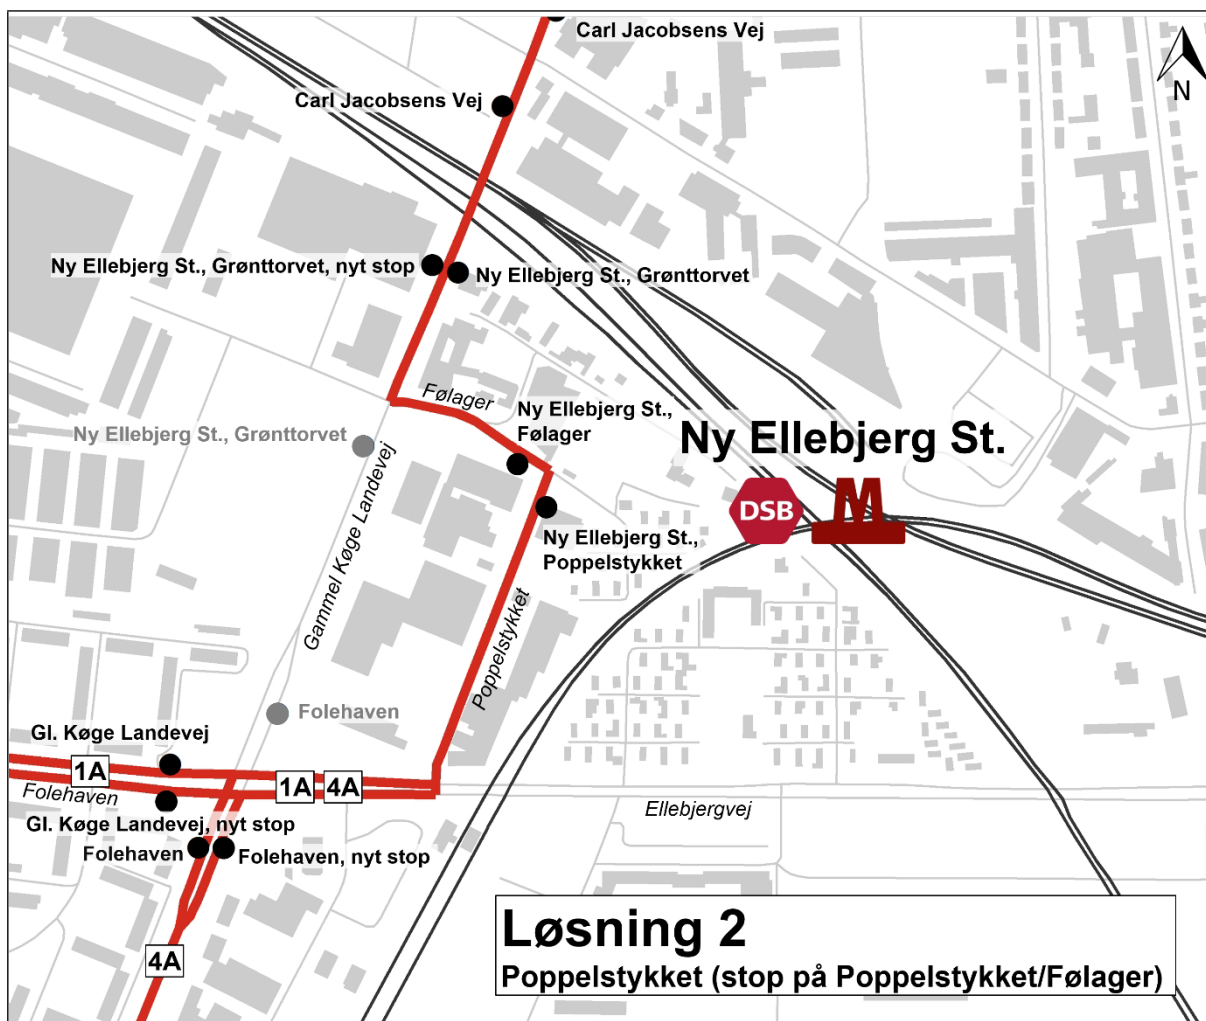 Carl Jacobsens Vej
N
Carl Jacobsens Vej
Ny Ellebjerg St., Grønttorvet, nyt stop
Ny Ellebjerg St., Grønttorvet
Følager
Ny Ellebjerg St.,
Følager
Ny Ellebjerg St., Grønttorvet
Ny Ellebjerg St.
DSB
M
Gammel Køge Landevej
Ny Ellebjerg St.,
Poppelstykket
Poppelstykket
Folehaven
Gl. Køge Landevej
1A
1A
4A
Folehaven
Ellebjergvej
Gl. Køge Landevej, nyt stop
Folehaven
Folehaven, nyt stop
4A
Løsning 2
Poppelstykket (stop på Poppelstykket/Følager)